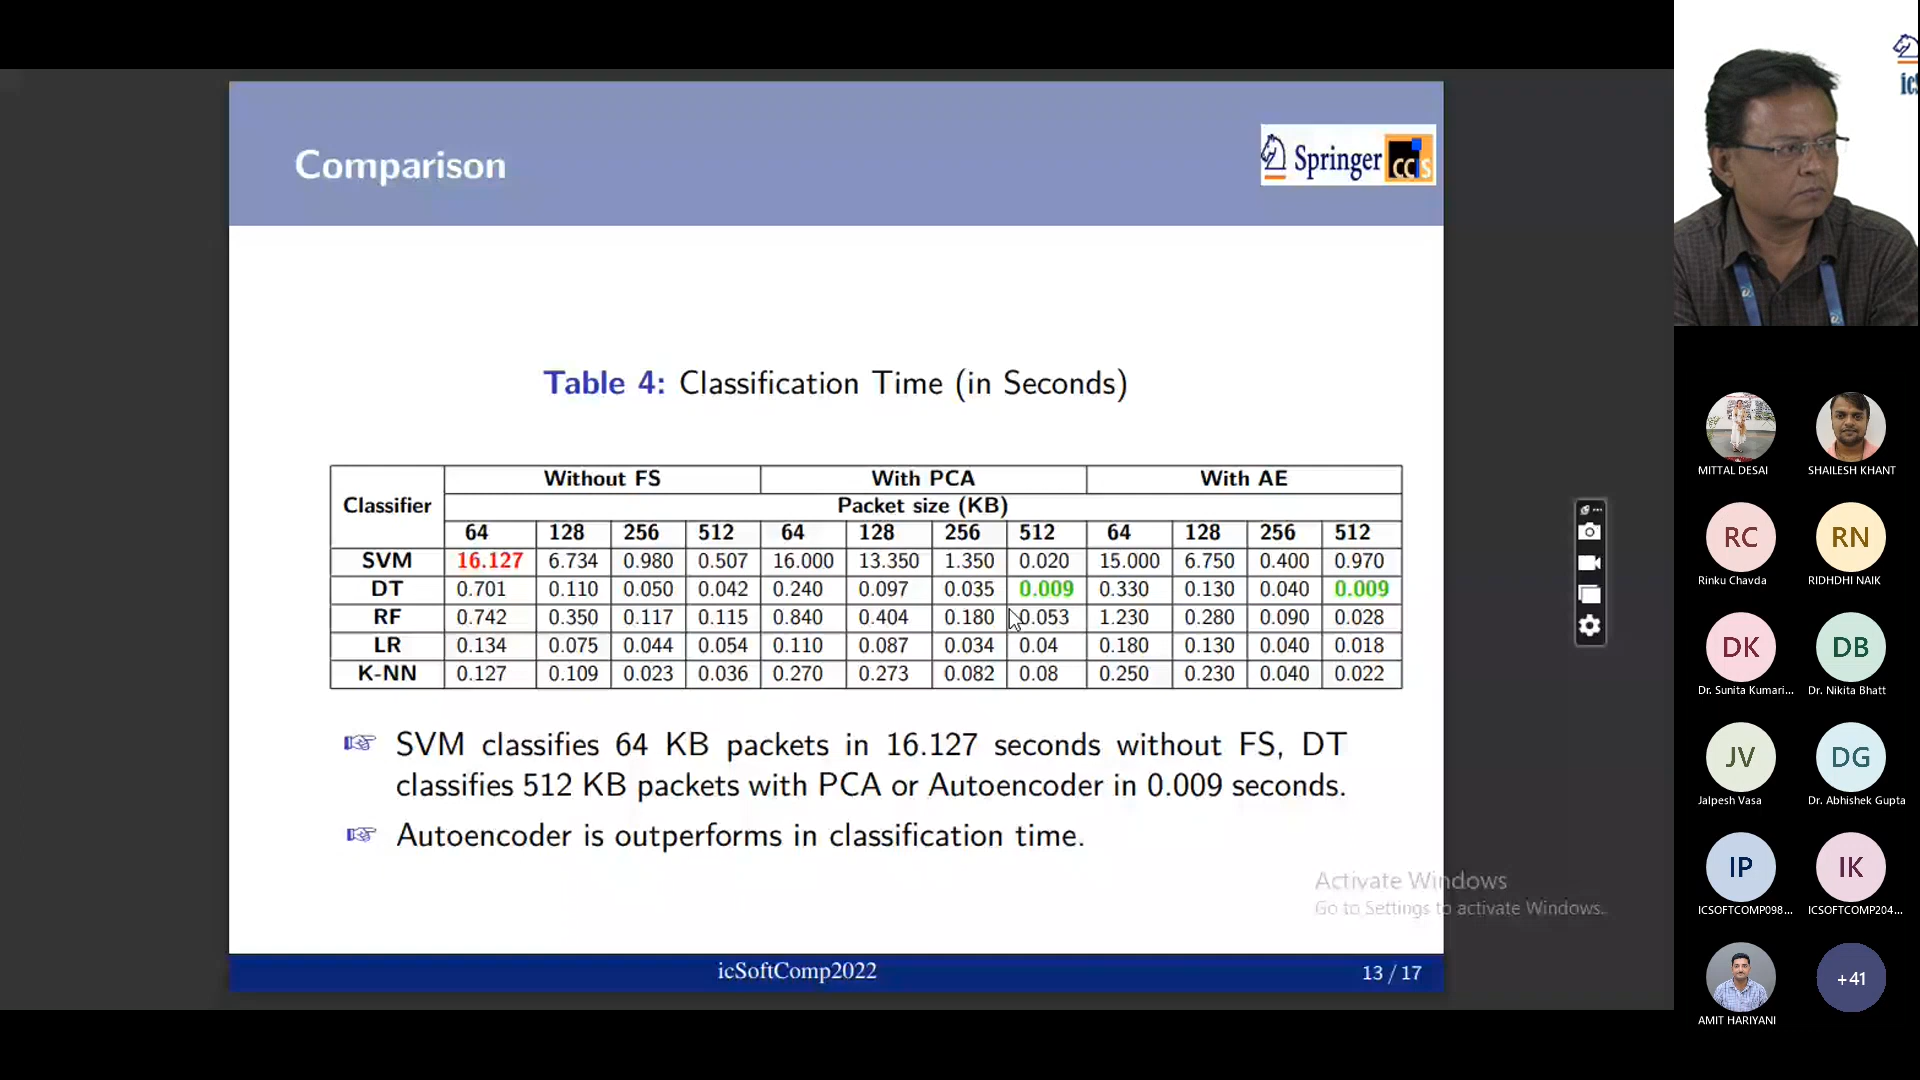 Comparison
Springer
CCIS
Table 4: Classification Time (in Seconds)
Classifier Without FS With PCA With AE
Packet size (KB)
64 128 256 512 64 128 256 512 64 128 256 512
SVM 16.127 6.734 0.980 0.507 16.000 13.350 1.350 0.020 15.000 6.750 0.400 0.970
DT 0.701 0.110 0.050 0.042 0.240 0.097 0.035 0.009 0.330 0.130 0.040 0.009
RF 0.742 0.350 0.117 0.115 0.840 0.404 0.180 0.053 1.230 0.280 0.090 0.028
LR 0.134 0.075 0.044 0.054 0.110 0.087 0.034 0.04 0.180 0.130 0.040 0.018
K-NN 0.127 0.109 0.023 0.036 0.270 0.273 0.082 0.08 0.250 0.230 0.040 0.022
SVM classifies 64 KB packets in 16.127 seconds without FS, DT
classifies 512 KB packets with PCA or Autoencoder in 0.009 seconds.
Autoencoder is outperforms in classification time.
Activate Windows
Go to Settings to activate Windows.
icSoftComp2022
13 / 17
MITTAL DESAI
SHAILESH KHANT
RC
RN
Rinku Chavda
RIDHDHI NAIK
DK
DB
Dr. Sunita Kumari...
Dr. Nikita Bhatt
JV
DG
Jalpesh Vasa
Dr. Abhishek Gupta
IP
IK
ICSOFTCOMP098...
ICSOFTCOMP204...
+41
AMIT HARIYANI